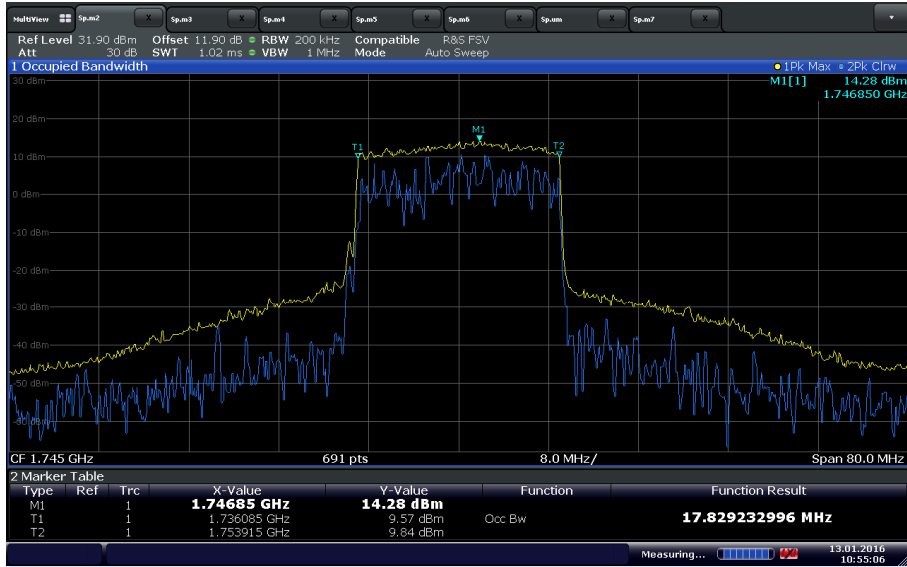 MultiView Sp.m2 X Sp.m3 X Sp.m4 X Sp.m5 X Sp.m6 X Sp.um X Sp.m7 X
Ref Level 31.90 dBm Offset 11.90 dB RBW 200 kHz Compatible R&S FSV
Att 30 dB SWT 1.02 ms VBW 1 MHz Mode Auto Sweep
1 Occupied Bandwidth 1Pk Max 2Pk Clrw
30 dBm M1[1] 14.28 dBm
1.746850 GHz
20 dBm
M1
T1 T2
10 dBm
0 dBm
-10 dBm
-20 dBm
-30 dBm
-40 dBm
-50 dBm
-60 dBm
CF 1.745 GHz 691 pts 8.0 MHz/ Span 80.0 MHz
2 Marker Table
Type Ref Trc X-Value Y-Value Function Function Result
M1 1 1.74685 GHz 14.28 dBm
T1 1 1.736085 GHz 9.57 dBm Occ Bw 17.829232996 MHz
T2 1 1.753915 GHz 9.84 dBm
Measuring... 13.01.2016
10:55:06